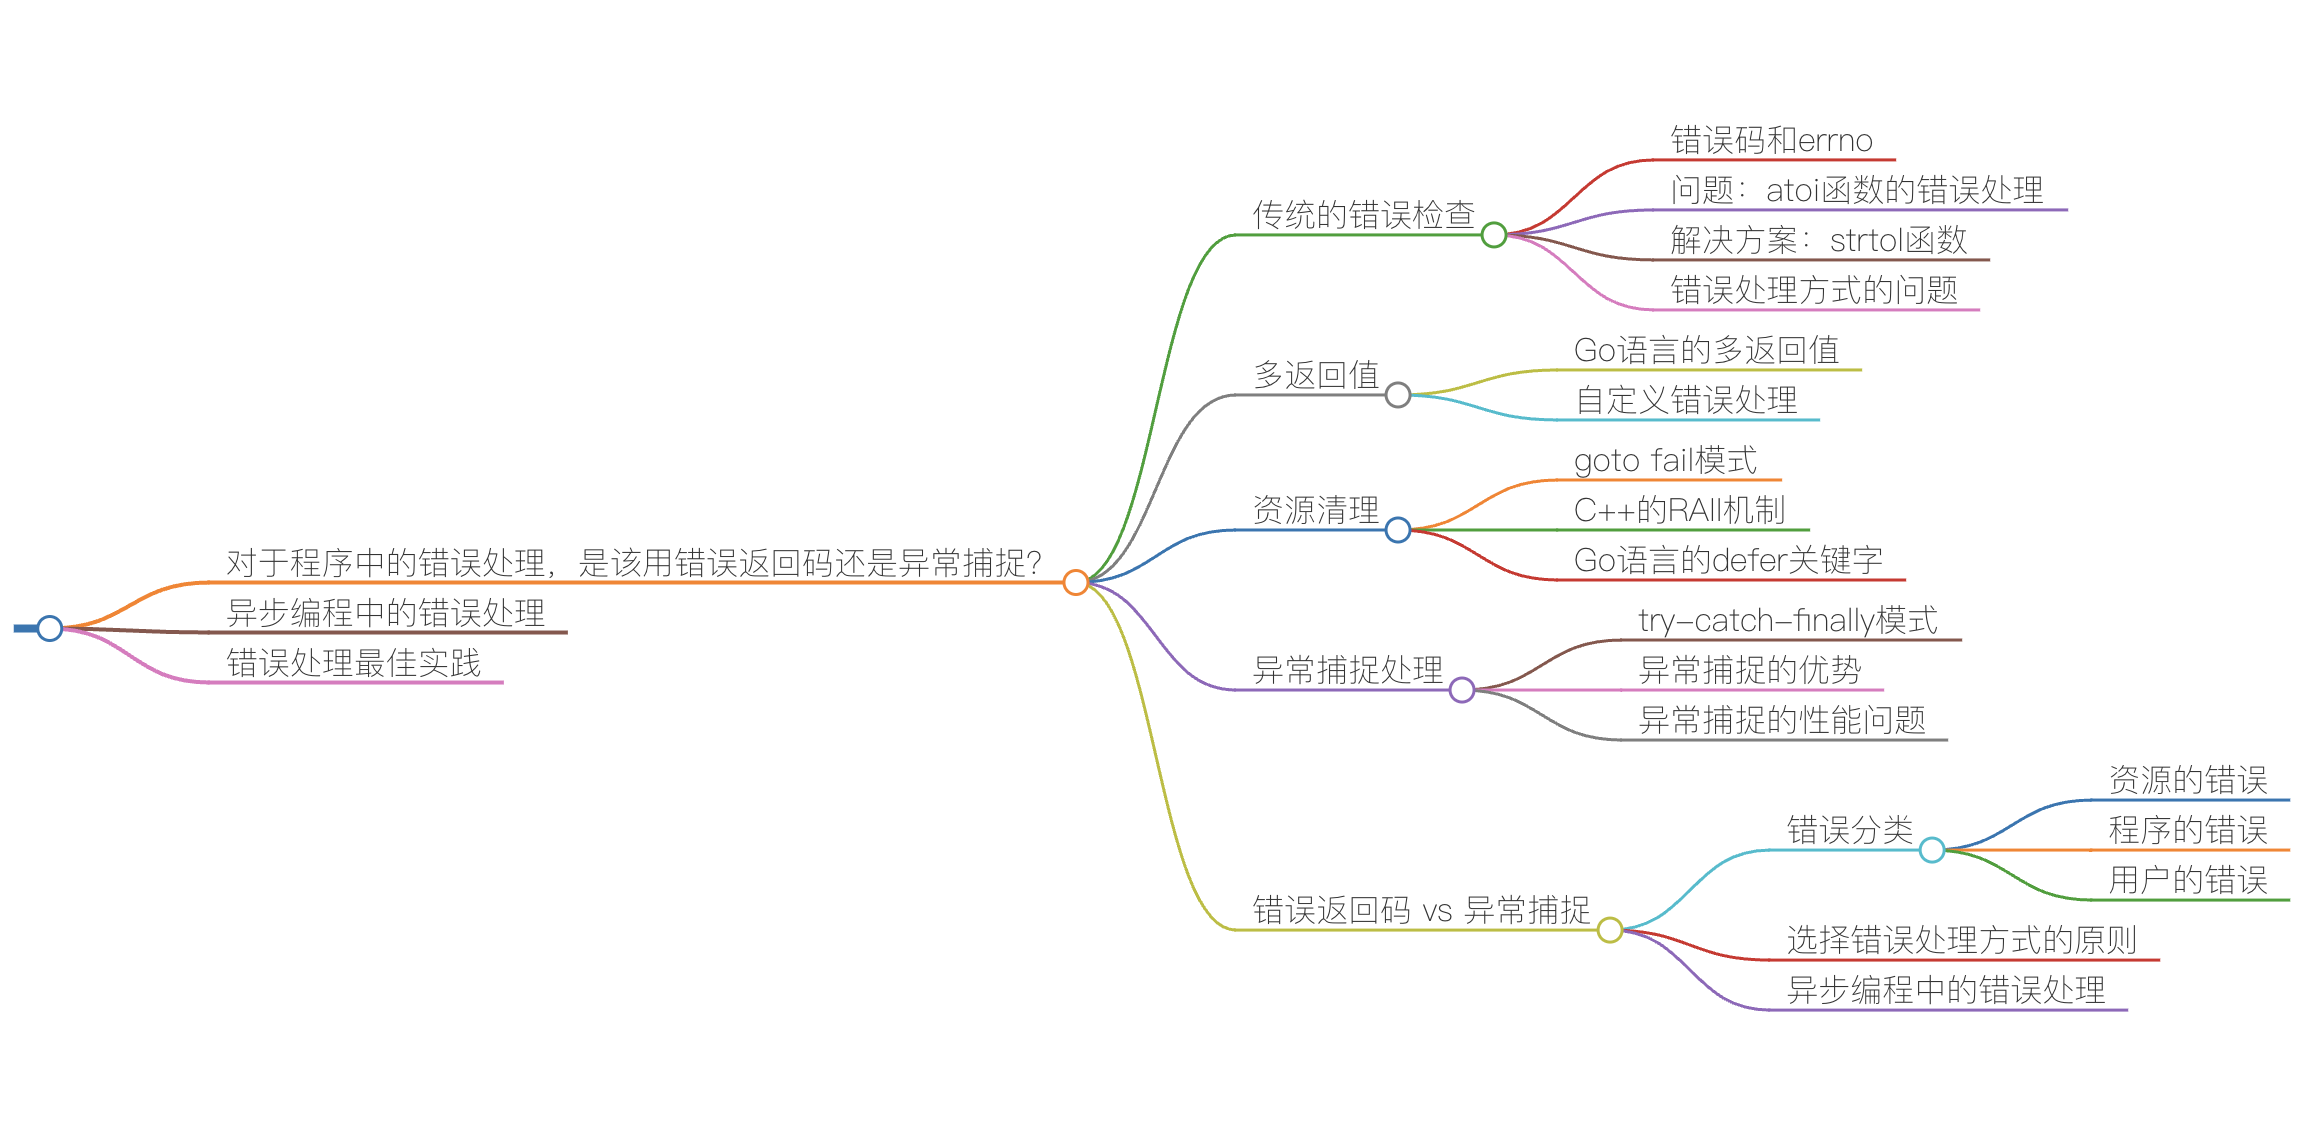 对于程序中的错误处理，是该用错误返回码还是异常捕捉？
传统的错误检查
错误码和errno
问题：atoi函数的错误处理
解决方案：strtol函数
错误处理方式的问题
多返回值
Go语言的多返回值
自定义错误处理
资源清理
goto fail模式
C++的RAII机制
Go语言的defer关键字
异常捕捉处理
try-catch-finally模式
异常捕捉的优势
异常捕捉的性能问题
错误返回码 vs 异常捕捉
错误分类
资源的错误
程序的错误
用户的错误
选择错误处理方式的原则
异步编程中的错误处理
异步编程中的错误处理
错误处理最佳实践